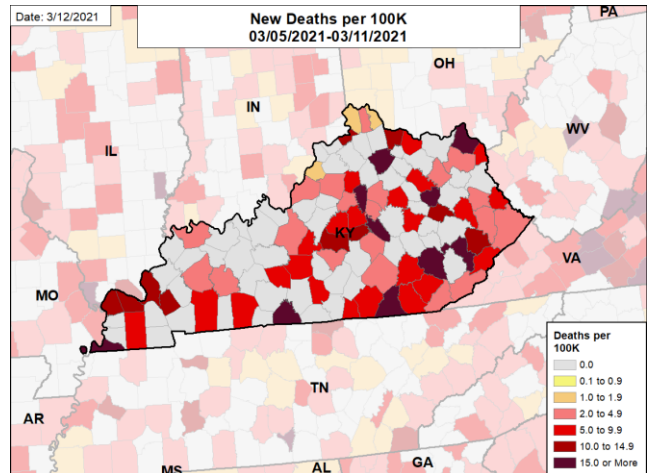 Date: 3/12/2021
New Deaths per 100K
03/05/2021-03/11/2021
PA
OH
IN
IL
WV
KY
VA
MO
TN
AR
MS
AL
GA
Deaths per
100K
0.0
0.1 to 0.9
1.0 to 1.9
2.0 to 4.9
5.0 to 9.9
10.0 to 14.9
15.0 or More